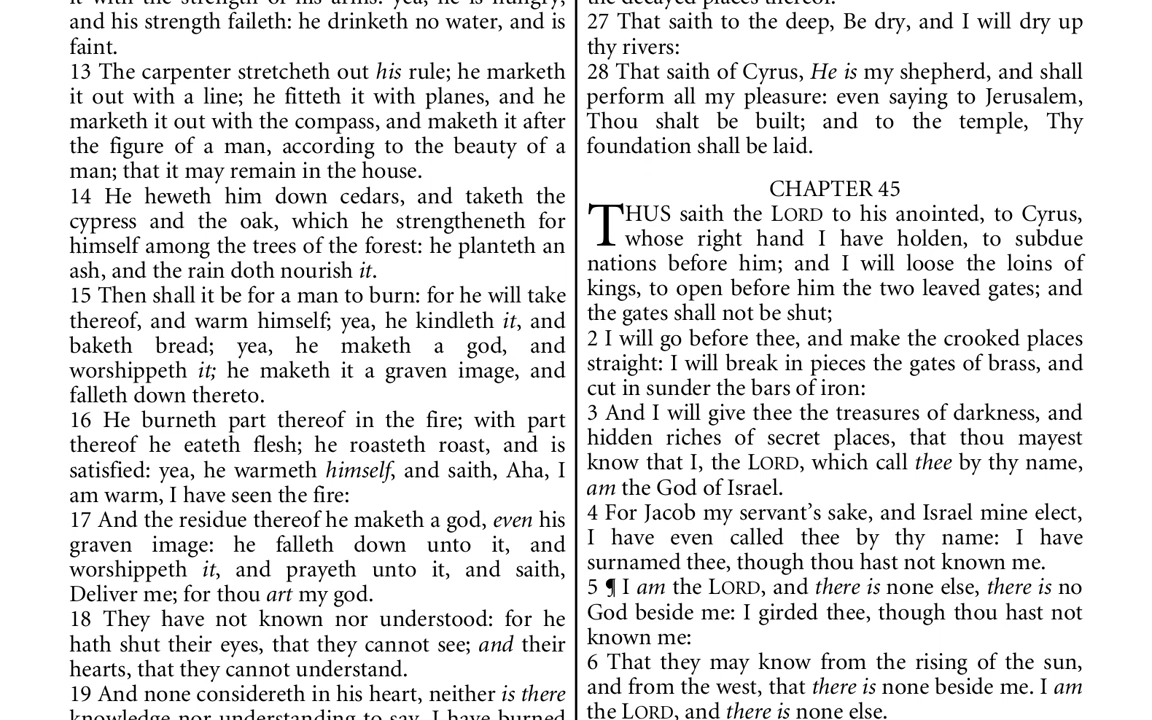 it with the strength of his arms: yea, he is hungry,
and his strength faileth: he drinketh no water, and is
faint.
13 The carpenter stretcheth out his rule; he marketh
it out with a line; he fitteth it with planes, and he
marketh it out with the compass, and maketh it after
the figure of a man, according to the beauty of a
man; that it may remain in the house.
14 He heweth him down cedars, and taketh the
cypress and the oak, which he strengtheneth for
himself among the trees of the forest: he planteth an
ash, and the rain doth nourish it.
15 Then shall it be for a man to burn: for he will take
thereof, and warm himself; yea, he kindleth it, and
baketh bread; yea, he maketh a god, and
worshippeth it; he maketh it a graven image, and
falleth down thereto.
16 He burneth part thereof in the fire; with part
thereof he eateth flesh; he roasteth roast, and is
satisfied: yea, he warmeth himself, and saith, Aha, I
am warm, I have seen the fire:
17 And the residue thereof he maketh a god, even his
graven image: he falleth down unto it, and
worshippeth it, and prayeth unto it, and saith,
Deliver me; for thou art my god.
18 They have not known nor understood: for he
hath shut their eyes, that they cannot see; and their
hearts, that they cannot understand.
19 And none considereth in his heart, neither is there
knowledge nor understanding to say, I have burned
the decayed places thereof:
27 That saith to the deep, Be dry, and I will dry up
thy rivers:
28 That saith of Cyrus, He is my shepherd, and shall
perform all my pleasure: even saying to Jerusalem,
Thou shalt be built; and to the temple, Thy
foundation shall be laid.
CHAPTER 45
THUS saith the LORD to his anointed, to Cyrus,
whose right hand I have holden, to subdue
nations before him; and I will loose the loins of
kings, to open before him the two leaved gates; and
the gates shall not be shut;
2 I will go before thee, and make the crooked places
straight: I will break in pieces the gates of brass, and
cut in sunder the bars of iron:
3 And I will give thee the treasures of darkness, and
hidden riches of secret places, that thou mayest
know that I, the LORD, which call thee by thy name,
am the God of Israel.
4 For Jacob my servant’s sake, and Israel mine elect,
I have even called thee by thy name: I have
surnamed thee, though thou hast not known me.
5 ¶ I am the LORD, and there is none else, there is no
God beside me: I girded thee, though thou hast not
known me:
6 That they may know from the rising of the sun,
and from the west, that there is none beside me. I am
the LORD, and there is none else.